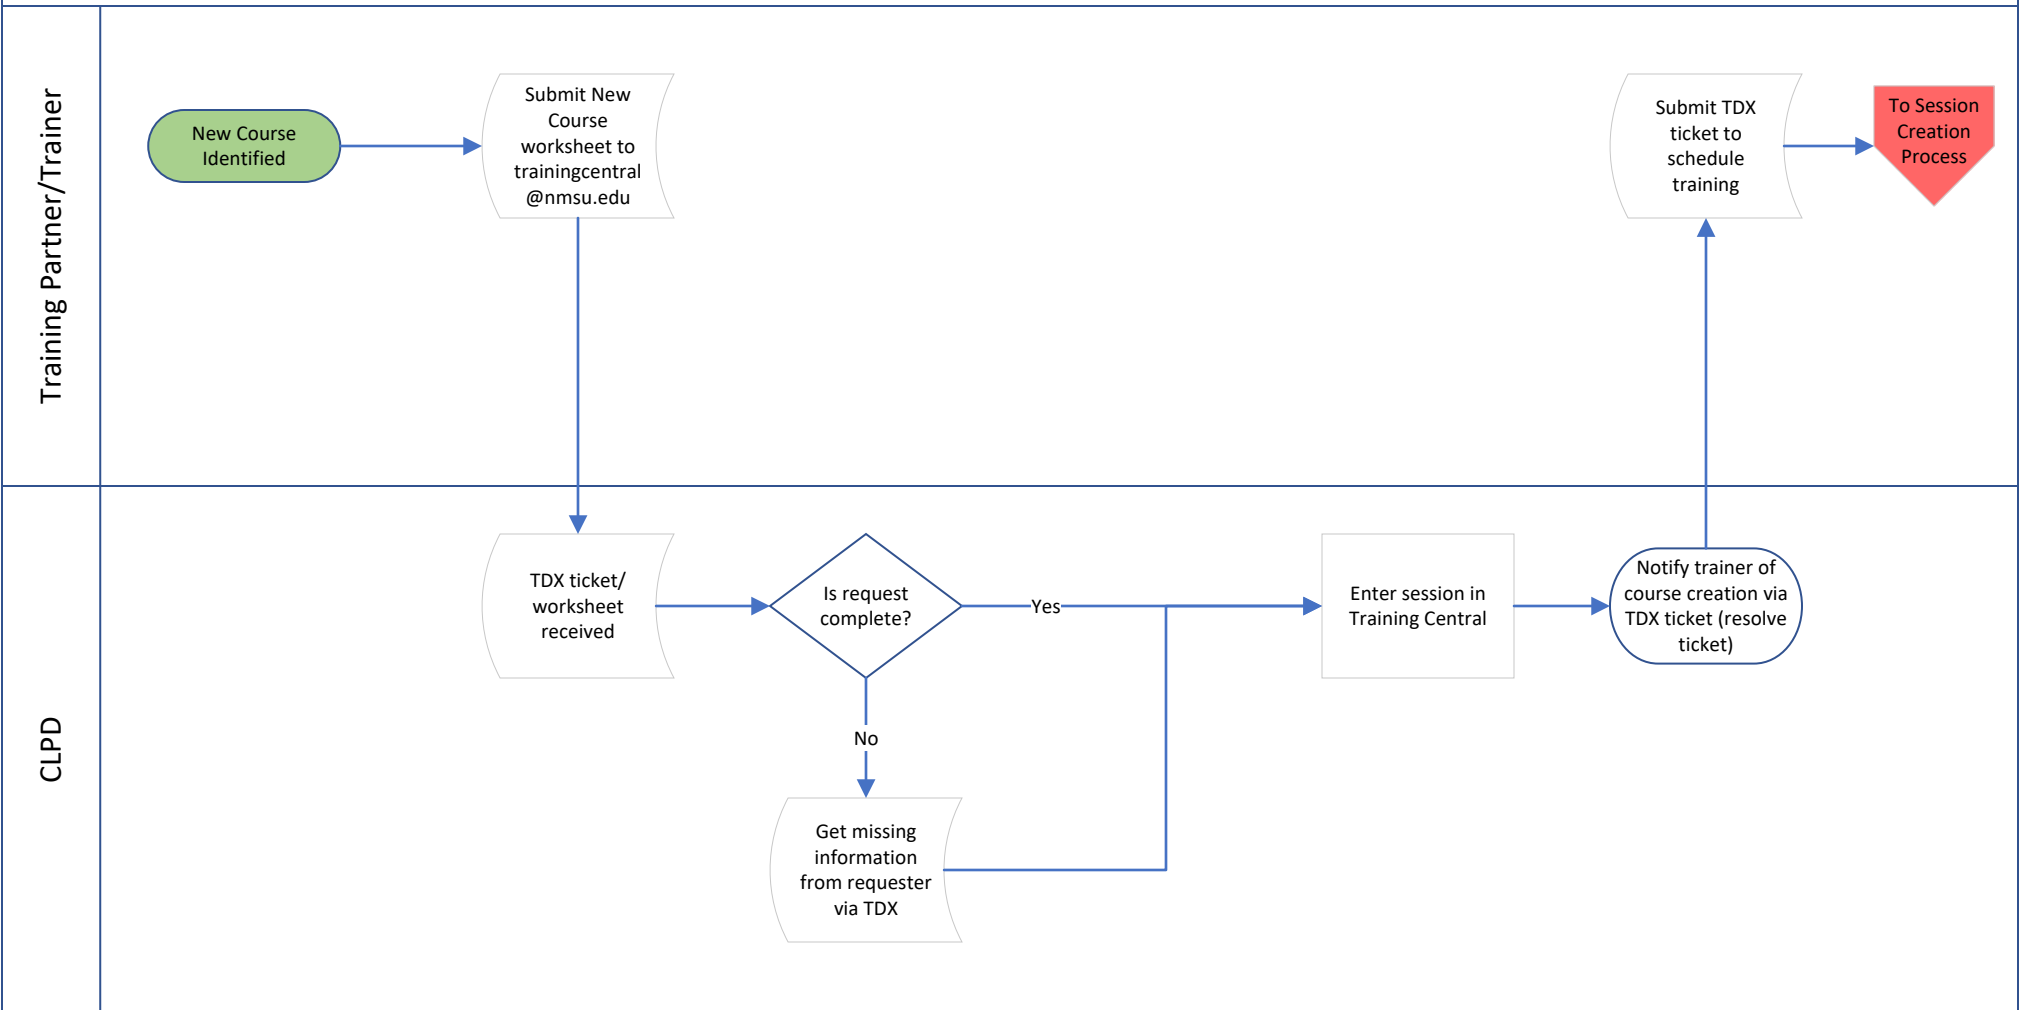 Training Partner/Trainer
New Course
Identified
Submit New
Course
worksheet to
trainingcentral
@nmsu.edu
Submit TDX
ticket to
schedule
training
To Session
Creation
Process
CLPD
TDX ticket/
worksheet
received
Is request
complete?
Yes
No
Get missing
information
from requester
via TDX
Enter session in
Training Central
Notify trainer of
course creation via
TDX ticket (resolve
ticket)